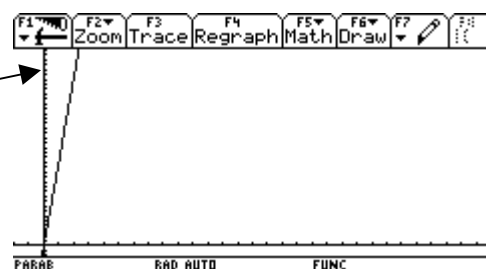 F1 F2 Zoom F3 Trace F4 Regraph F5 Math F6 Draw F7
PARAB RAD AUTO FUNC